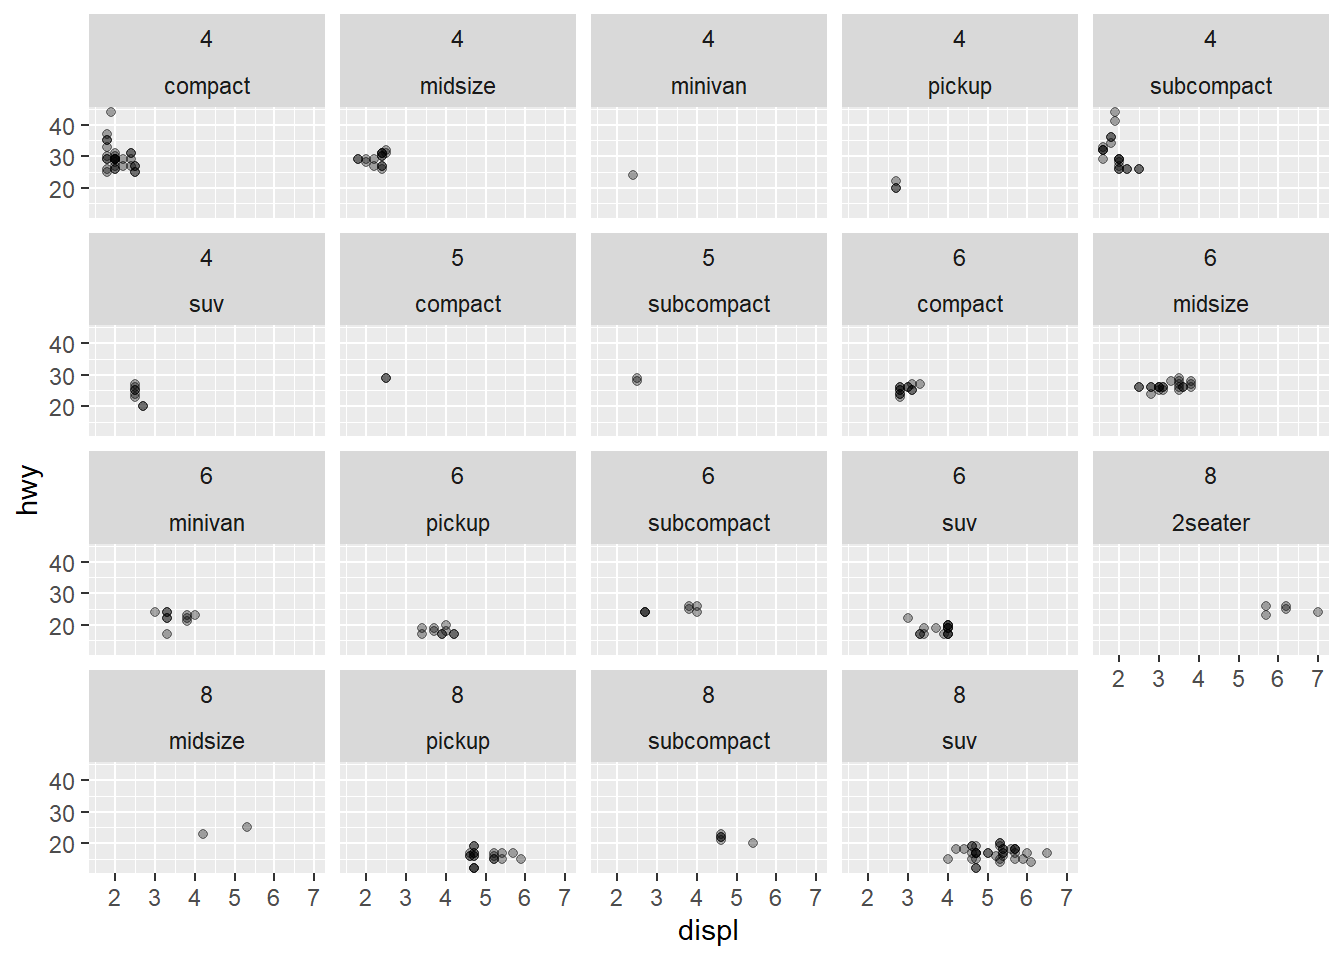 4 4 4 4 4
compact midsize minivan pickup subcompact
40
30
20
4 5 5 6 6
suv compact subcompact compact midsize
40
30
20
6 6 6 6 8
minivan pickup subcompact suv 2seater
40
30
20
2 3 4 5 6 7
8 8 8 8
midsize pickup subcompact suv
40
30
20
2 3 4 5 6 7 2 3 4 5 6 7 2 3 4 5 6 7 2 3 4 5 6 7
displ
hwy